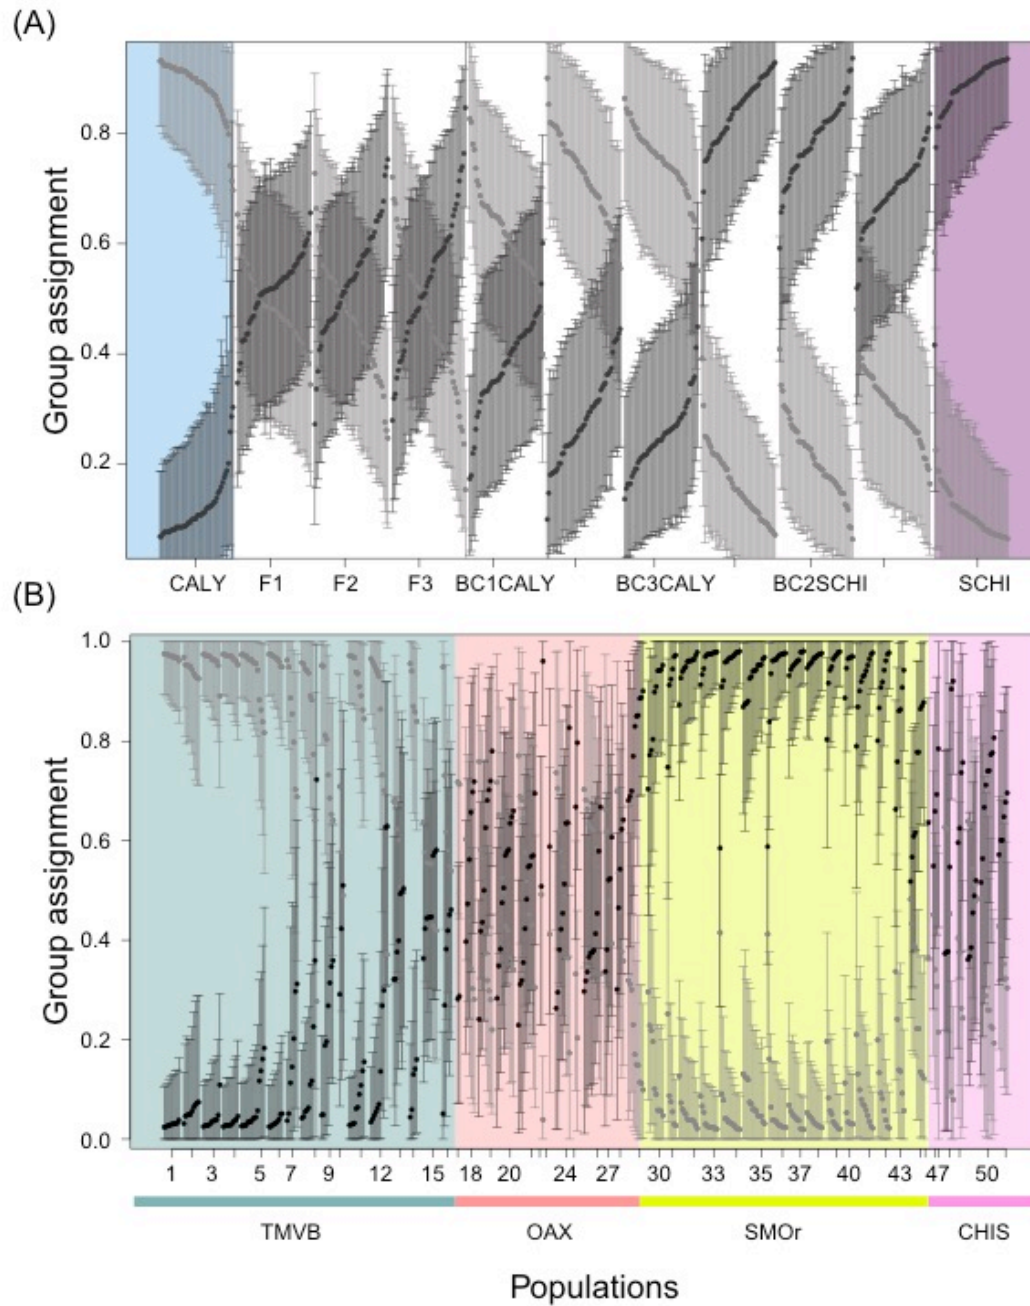 (A)
Group assignment
0.8
0.6
0.4
0.2
CALY F1 F2 F3 BC1CALY BC3CALY BC2SCHI SCHI
(B)
Group assignment
1.0
0.8
0.6
0.4
0.2
0.0
1 3 5 7 9 12 15 18 20 24 27 30 33 35 37 40 43 47 50
TMVB OAX SMOr CHIS
Populations